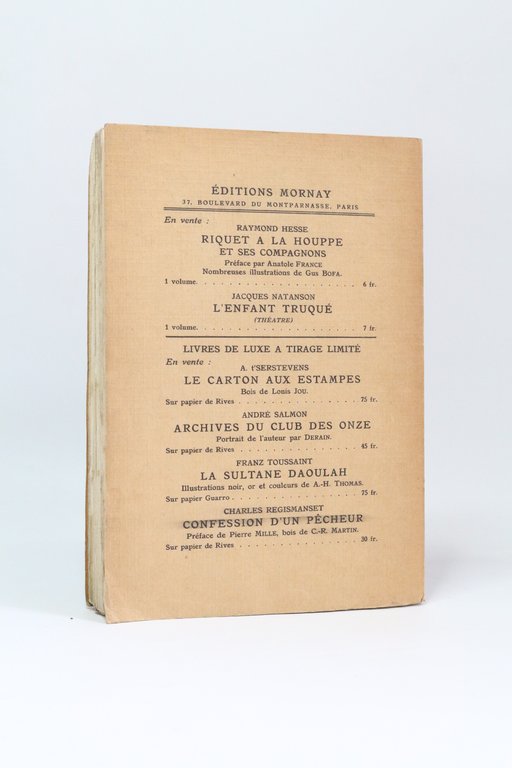 ÉDITIONS MORNAY
37, BOULEVARD DU MONTPARNASSE, PARIS
En vente :
RAYMOND HESSE
RIQUET A LA HOUPPE
ET SES COMPAGNONS
Préface par Anatole FRANCE
Nombreuses illustrations de Gus BOFA.
1 volume. . . . . . . . . . . . . . . . . . . . . 6 fr.
JACQUES NATANSON
L'ENFANT TRUQUÉ
(THÉATRE)
1 volume. . . . . . . . . . . . . . . . . . . . . 7 fr.
LIVRES DE LUXE A TIRAGE LIMITÉ
En vente :
A. t'SERSTEVENS
LE CARTON AUX ESTAMPES
Bois de Louis JOU.
Sur papier de Rives . . . . . . . . . . . . . . . . 75 fr.
ANDRÉ SALMON
ARCHIVES DU CLUB DES ONZE
Portrait de l'auteur par DERAIN.
Sur papier de Rives . . . . . . . . . . . . . . . . 45 fr.
FRANZ TOUSSAINT
LA SULTANE DAOULAH
Illustrations noir, or et couleurs de A.-H. THOMAS.
Sur papier Guarro . . . . . . . . . . . . . . . . . 75 fr.
CHARLES REGISMANSET
CONFESSION D'UN PÉCHEUR
Préface de Pierre MILLE, bois de C.-R. MARTIN.
Sur papier de Rives . . . . . . . . . . . . . . . . 30 fr.